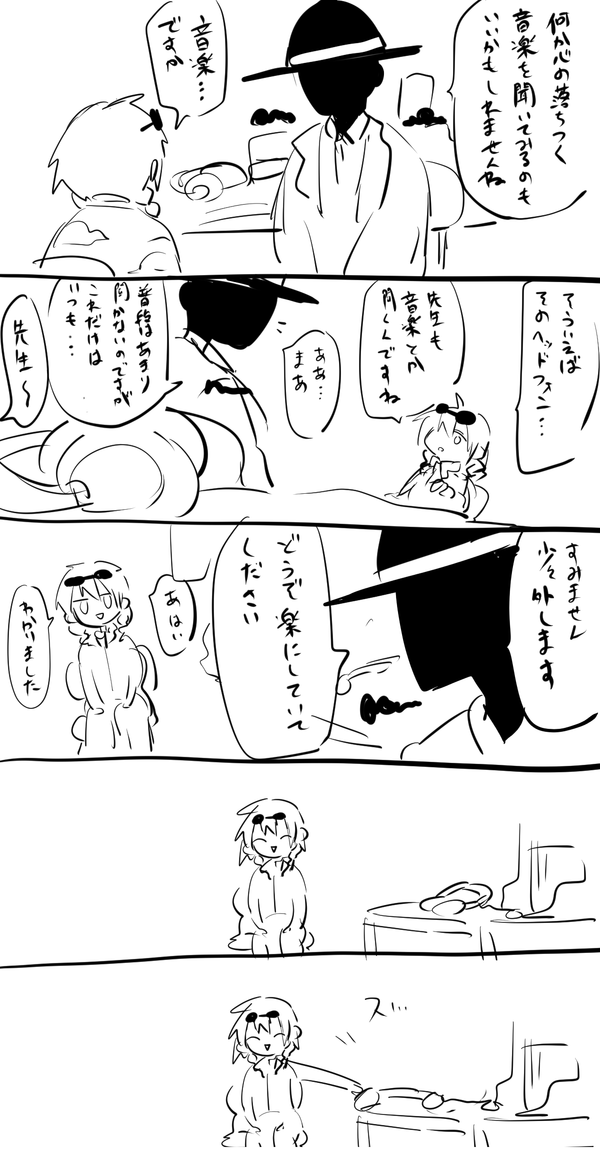 何か心の落ちつく
音楽を聞いてみるのも
いいかもしれませんね
音楽…
ですか
そういえば
そのヘッドフォン…
先生も
音楽とか
聞くんですね
ああ…
まあ
普段はあまり
聞かないのですが
これだけは
いつも…
先生〜
すみません
少々外します
どうで楽にしていて
しださい
あはい
わかりました
ス…